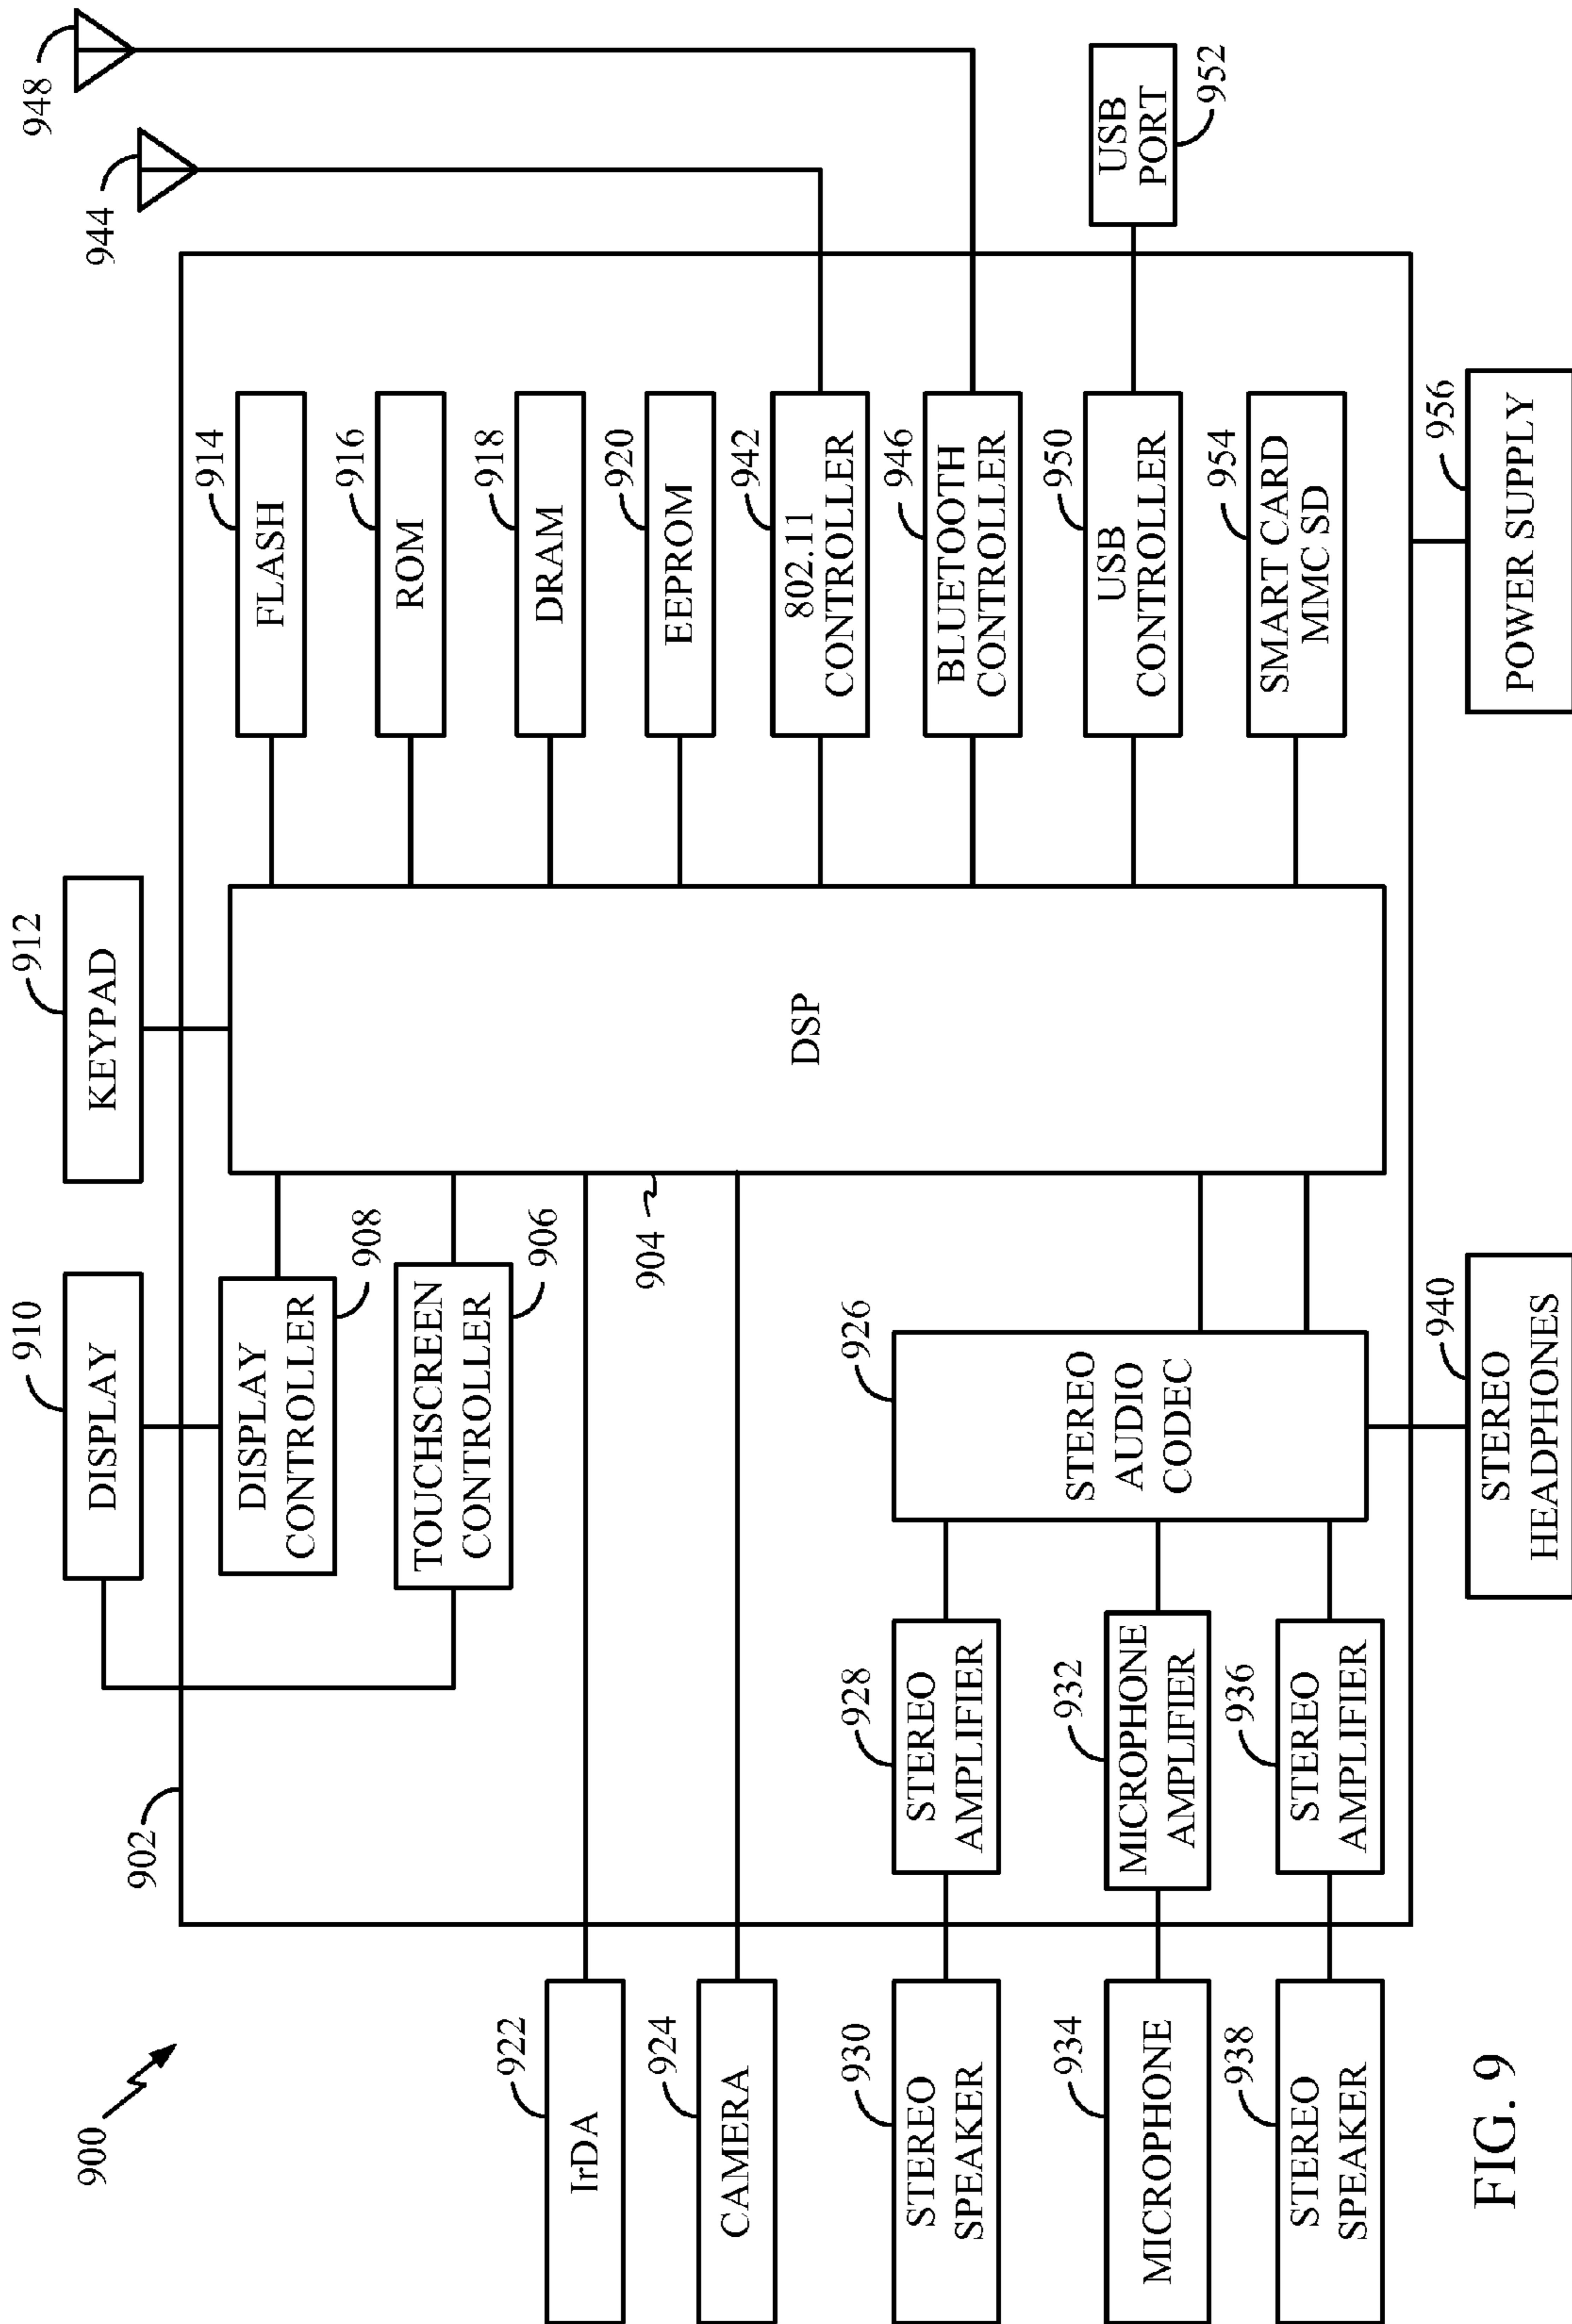 900
902
910
DISPLAY
912
KEYPAD
944
948
DISPLAY
CONTROLLER
908
TOUCHSCREEN
CONTROLLER
906
904
DSP
914
FLASH
916
ROM
918
DRAM
920
EEPROM
942
802.11
CONTROLLER
946
BLUETOOTH
CONTROLLER
950
USB
CONTROLLER
954
SMART CARD
MMC SD
USB
PORT
952
922
IrDA
924
CAMERA
930
STEREO
SPEAKER
934
MICROPHONE
938
STEREO
SPEAKER
928
STEREO
AMPLIFIER
932
MICROPHONE
AMPLIFIER
936
STEREO
AMPLIFIER
926
STEREO
AUDIO
CODEC
940
STEREO
HEADPHONES
956
POWER SUPPLY
FIG. 9